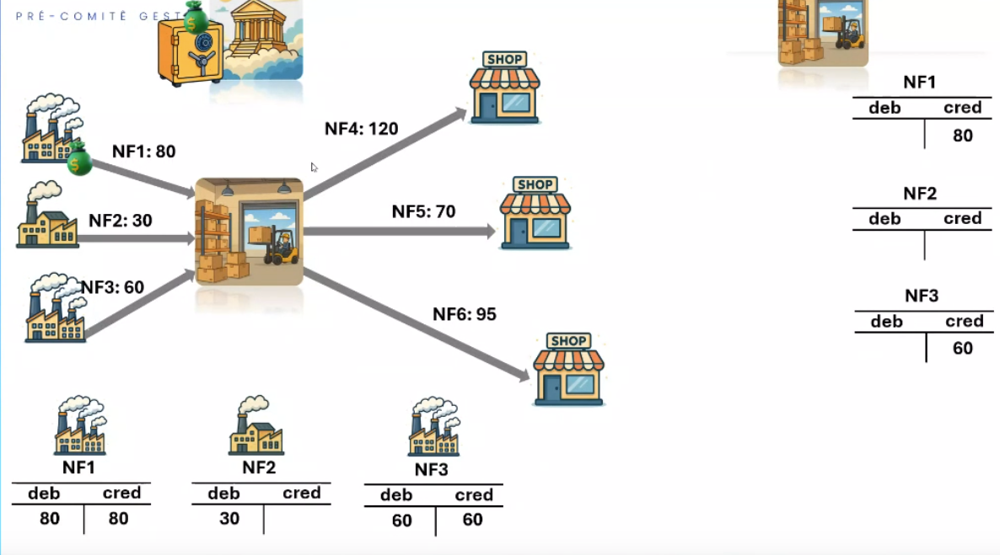 PRÉ-COMITÊ GEST
SHOP
NF1
deb cred
80
NF4: 120
NF1: 80
SHOP
NF5: 70
NF2: 30
NF2
deb cred
NF3: 60
NF6: 95
SHOP
NF3
deb cred
60
NF1
deb cred
80 80
NF2
deb cred
30
NF3
deb cred
60 60